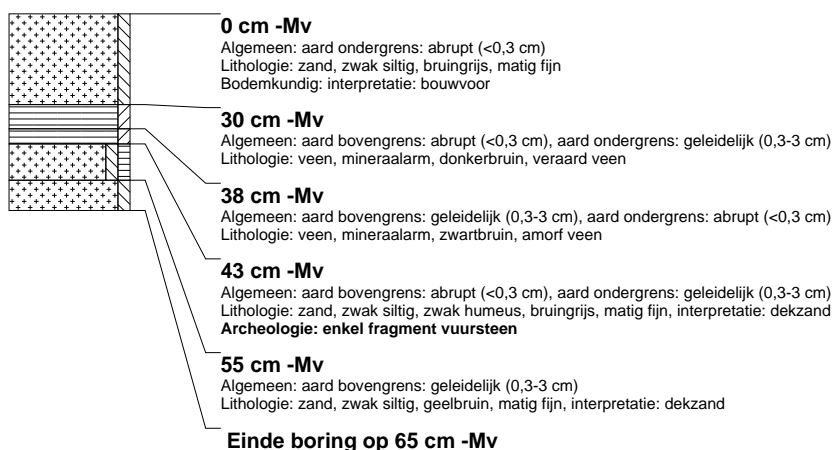 0 cm -Mv
Algemeen: aard ondergrens: abrupt (<0,3 cm)
Lithologie: zand, zwak siltig, bruingrijs, matig fijn
Bodemkundig: interpretatie: bouwvoor
30 cm -Mv
Algemeen: aard bovengrens: abrupt (<0,3 cm), aard ondergrens: geleidelijk (0,3-3 cm)
Lithologie: veen, mineraalarm, donkerbruin, veraard veen
38 cm -Mv
Algemeen: aard bovengrens: geleidelijk (0,3-3 cm), aard ondergrens: abrupt (<0,3 cm)
Lithologie: veen, mineraalarm, zwartbruin, amorf veen
43 cm -Mv
Algemeen: aard bovengrens: abrupt (<0,3 cm), aard ondergrens: geleidelijk (0,3-3 cm)
Lithologie: zand, zwak siltig, zwak humeus, bruingrijs, matig fijn, interpretatie: dekzand
Archeologie: enkel fragment vuursteen
55 cm -Mv
Algemeen: aard bovengrens: geleidelijk (0,3-3 cm)
Lithologie: zand, zwak siltig, geelbruin, matig fijn, interpretatie: dekzand
Einde boring op 65 cm -Mv